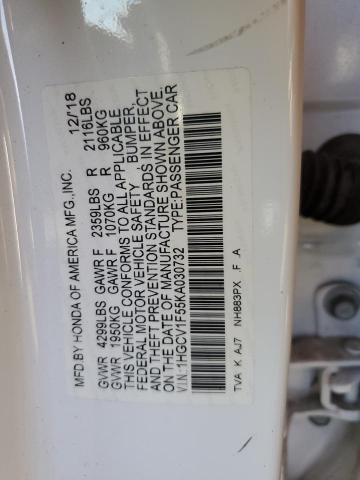 MFD BY HONDA OF AMERICA MFG.,INC. 12/18
GVWR 4299LBS GAWR F 2359LBS R 2116LBS
GVWR 1950KG GAWR F 1070KG R 960KG
THIS VEHICLE CONFORMS TO ALL APPLICABLE
FEDERAL MOTOR VEHICLE SAFETY, BUMPER,
AND THEFT PREVENTION STANDARDS IN EFFECT
ON THE DATE OF MANUFACTURE SHOWN ABOVE.
V.I.N.:1HGCV1F55KA030732 TYPE:PASSENGER CAR
TVA K AJ7 NH883PX .F .A